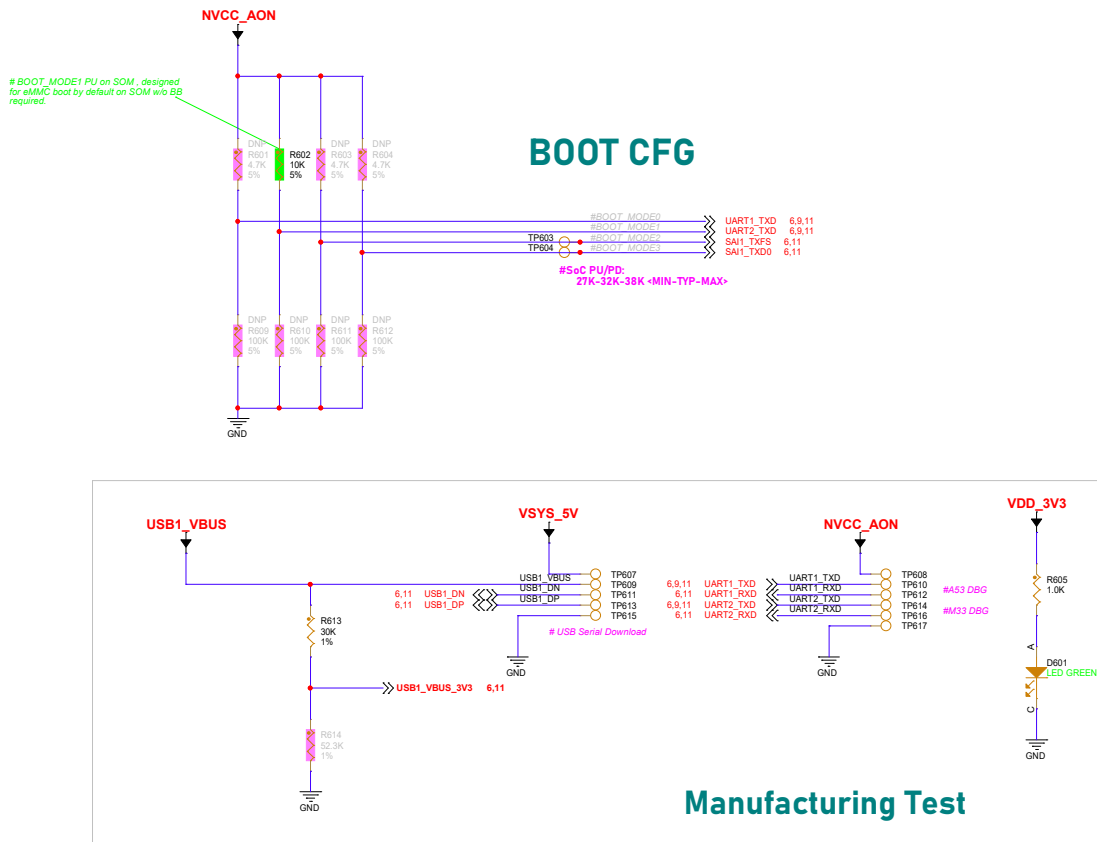 NVCC_AON
# BOOT_MODE1 PU on SOM , designed
for eMMC boot by default on SOM w/o BB
required.
DNP
R601
4.7K
5%
R602
10K
5%
DNP
R603
4.7K
5%
DNP
R604
4.7K
5%
BOOT CFG
#BOOT_MODE0 UART1_TXD 6,9,11
#BOOT_MODE1 UART2_TXD 6,9,11
TP603 #BOOT_MODE2 SAI1_TXFS 6,11
TP604 #BOOT_MODE3 SAI1_TXD0 6,11
#SoC PU/PD:
27K-32K-38K <MIN-TYP-MAX>
DNP
R609
100K
5%
DNP
R610
100K
5%
DNP
R611
100K
5%
DNP
R612
100K
5%
GND
USB1_VBUS
VSYS_5V
NVCC_AON
VDD_3V3
TP607
USB1_VBUS TP609
6,11 USB1_DN USB1_DN TP611
6,11 USB1_DP USB1_DP TP613
TP615
# USB Serial Download
GND
TP608
6,9,11 UART1_TXD UART1_TXD TP610
6,11 UART1_RXD UART1_RXD TP612
#A53 DBG
6,9,11 UART2_TXD UART2_TXD TP614
6,11 UART2_RXD UART2_RXD TP616
#M33 DBG
TP617
GND
R605
1.0K
A
D601
LED GREEN
C
GND
R613
30K
1%
USB1_VBUS_3V3 6,11
R614
52.3K
1%
GND
Manufacturing Test